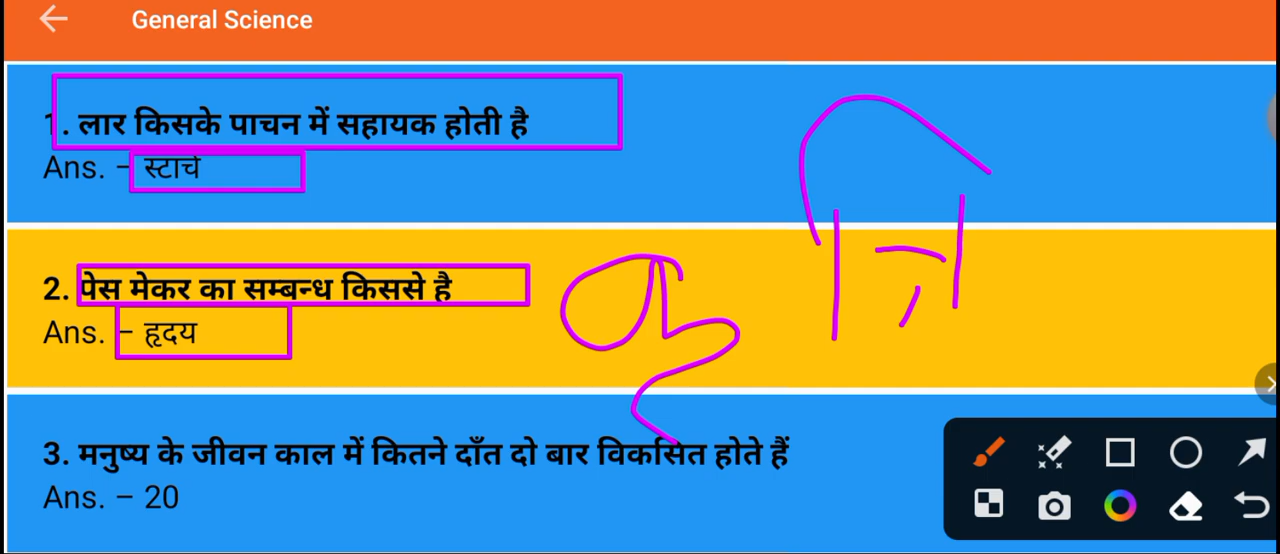 General Science
1. लार किसके पाचन में सहायक होती है
Ans. – स्टार्च
2. पेस मेकर का सम्बन्ध किससे है
Ans. – हृदय
3. मनुष्य के जीवन काल में कितने दाँत दो बार विकसित होते हैं
Ans. – 20